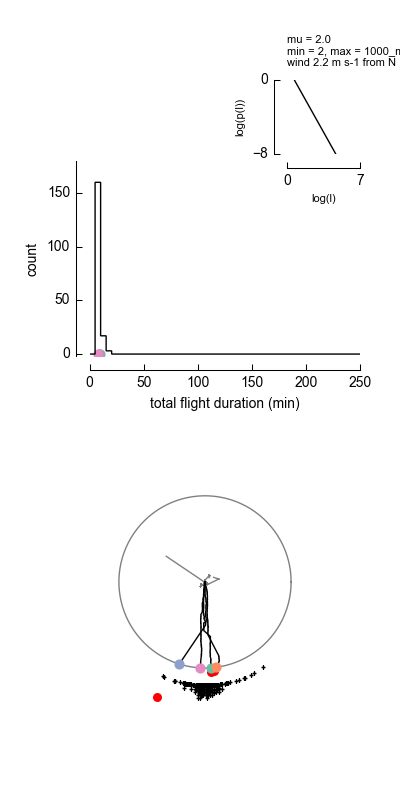 mu = 2.0
min = 2, max = 1000_m
wind 2.2 m s-1 from N
0
log(p(l))
−8
0
7
log(l)
150
100
50
0
count
0
50
100
150
200
250
total flight duration (min)